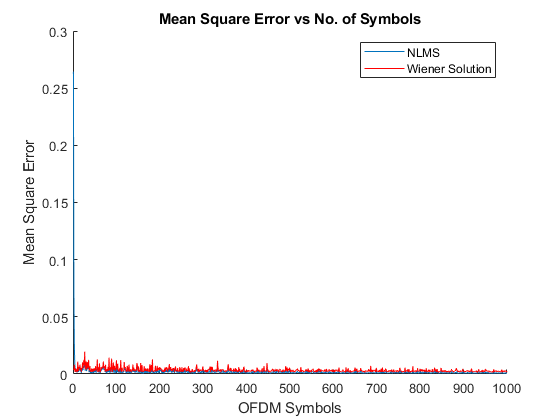 Mean Square Error vs No. of Symbols
NLMS
Wiener Solution
Mean Square Error
0.3
0.25
0.2
0.15
0.1
0.05
0
0 100 200 300 400 500 600 700 800 900 1000
OFDM Symbols